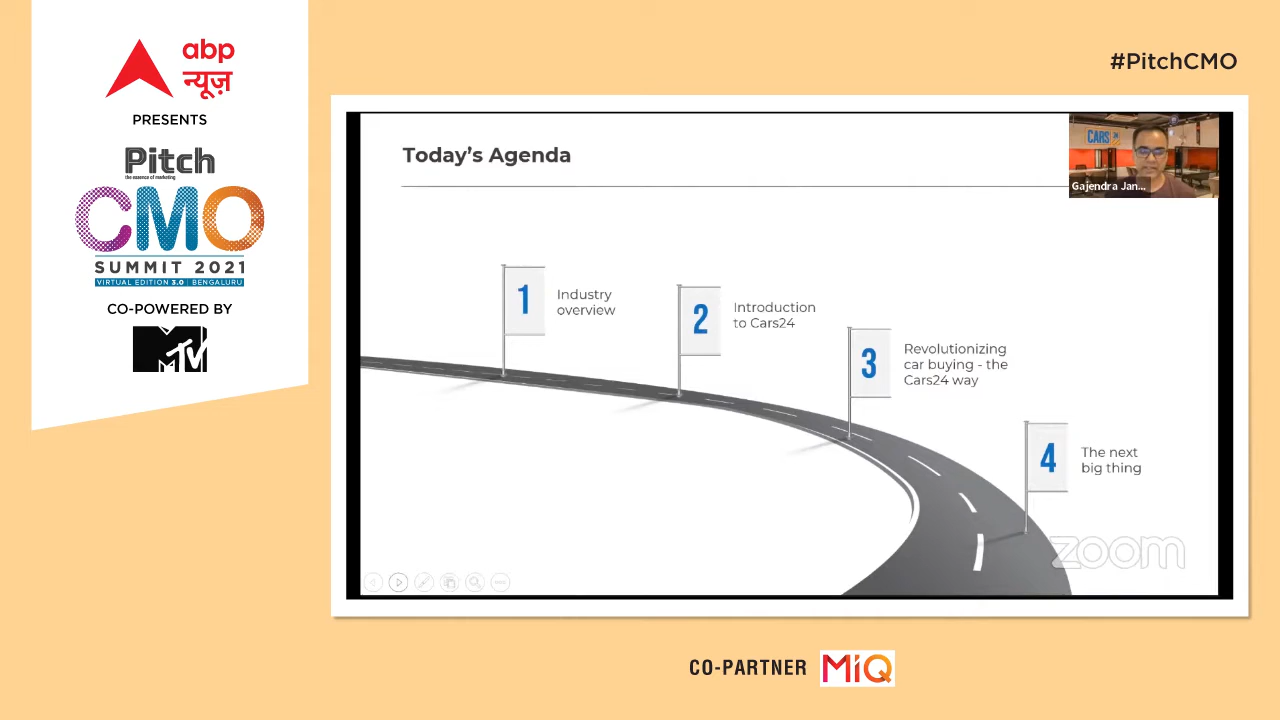 abp
न्यूज़
PRESENTS
Pitch
the essence of marketing
CMO
SUMMIT 2021
VIRTUAL EDITION 3.0 | BENGALURU
CO-POWERED BY
MTV
#PitchCMO
Today's Agenda
CARS
Gajendra Jan...
1
Industry
overview
2
Introduction
to Cars24
3
Revolutionizing
car buying - the
Cars24 way
4
The next
big thing
zoom
CO-PARTNER
MiQ